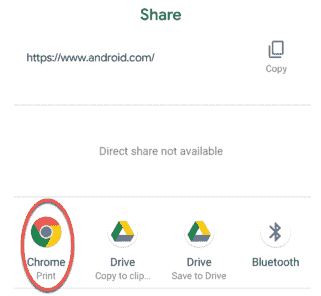 Share
https://www.android.com/
Copy
Direct share not available
Chrome Drive Drive Bluetooth
Print Copy to clip... Save to Drive